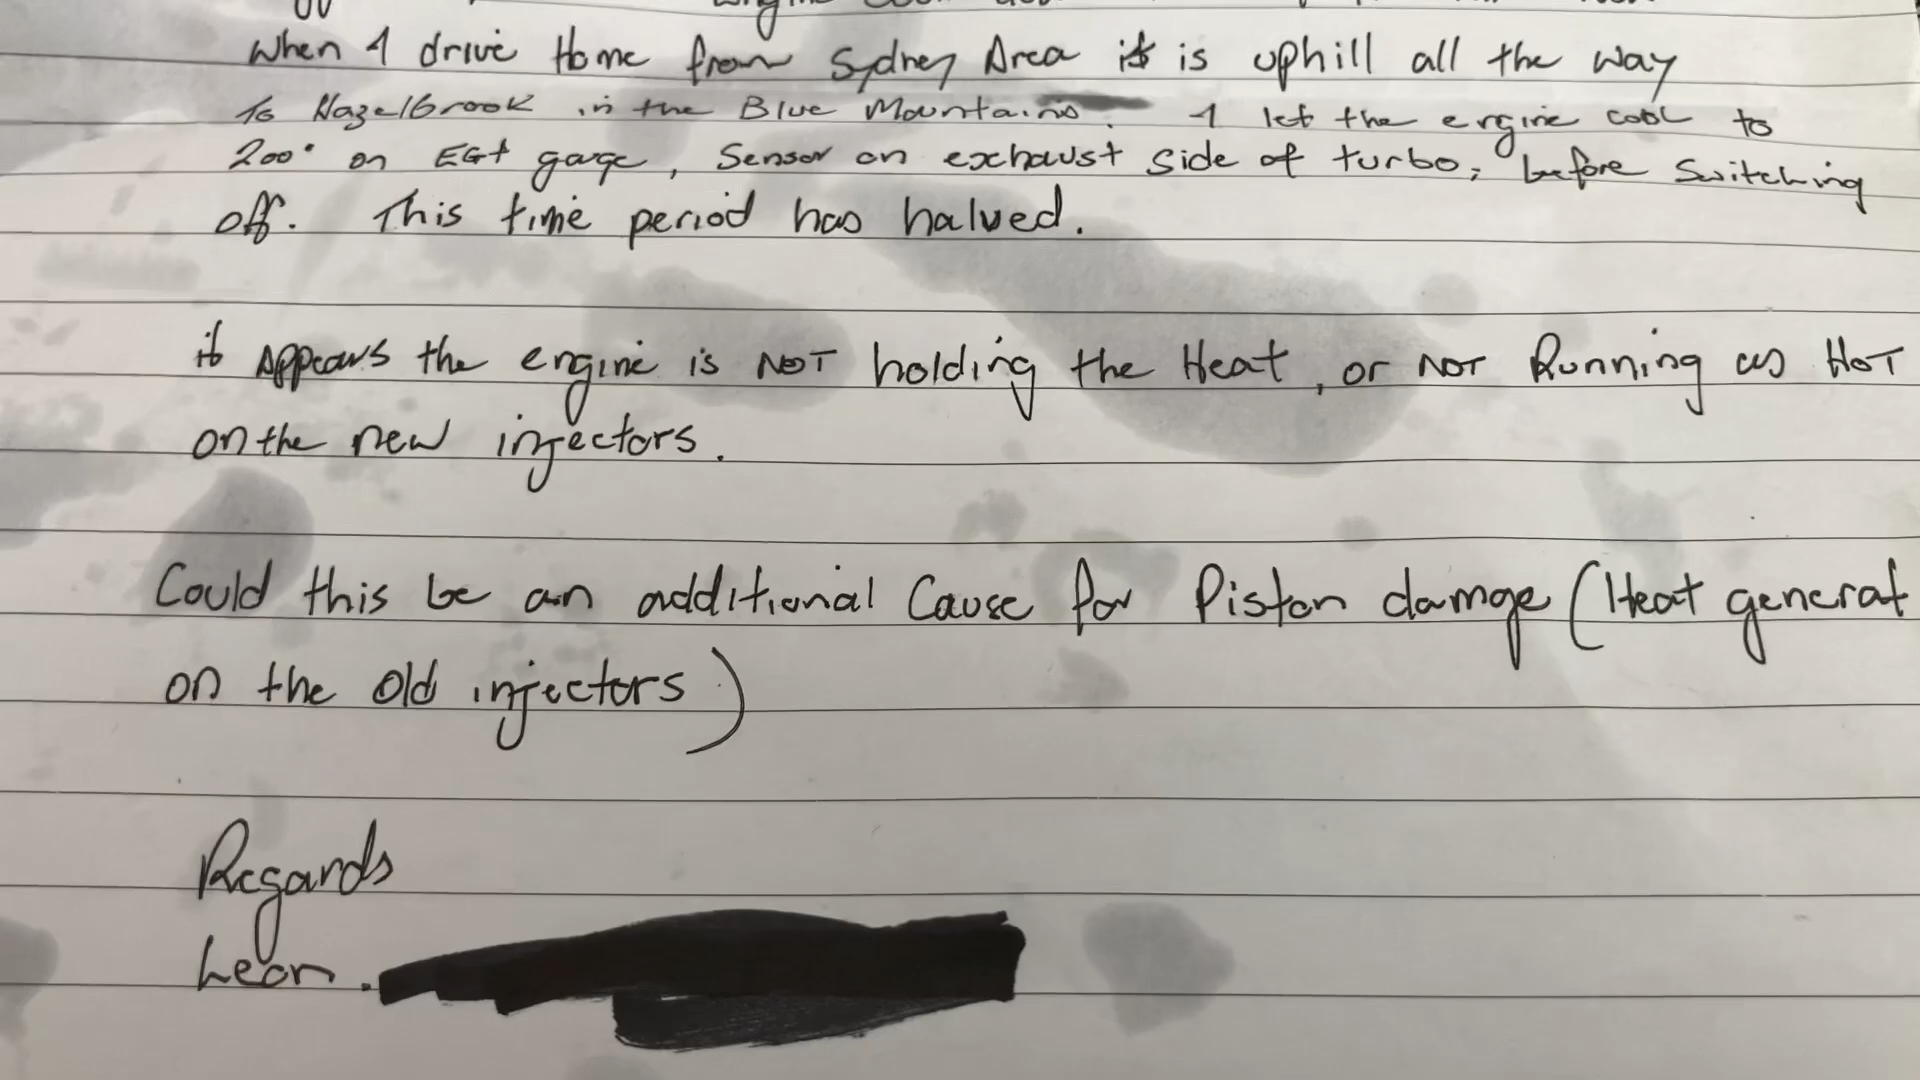 When I drive Home from Sydney Area it is uphill all the way
to Hazelbrook in the Blue Mountains. I let the engine cool to
200° on EGT gauge, Sensor on exhaust side of turbo, before switching
off. This time period has halved.
it Appears the engine is NOT holding the Heat, or NOT Running as HOT
on the new injectors.
Could this be an additional Cause for Piston damge (Heat generat
on the old injectors)
Regards
Leon.